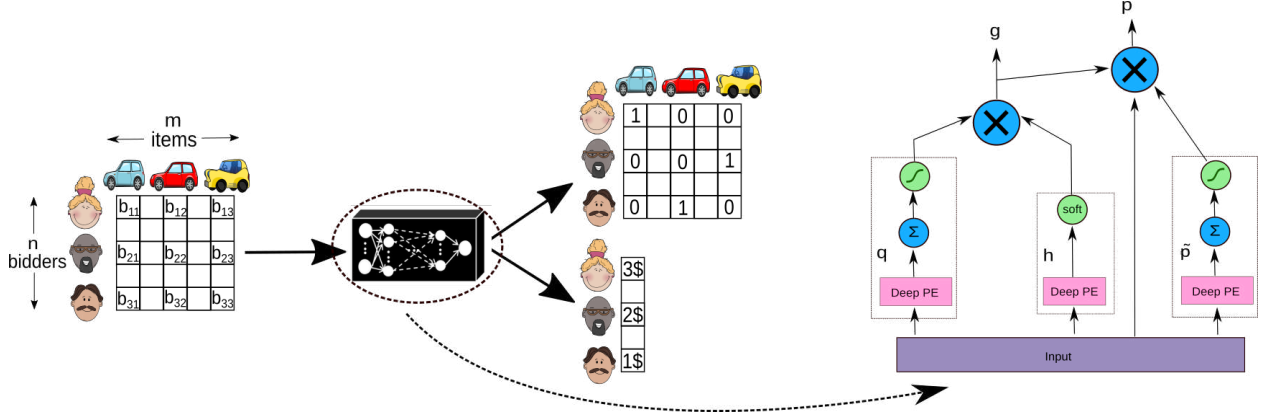 m
items
n
bidders
b11 b12 b13
b21 b22 b23
b31 b32 b33
1 0 0
0 0 1
0 1 0
3$
2$
1$
p
g
soft
Σ Σ
q h p̃
Deep PE Deep PE Deep PE
Input